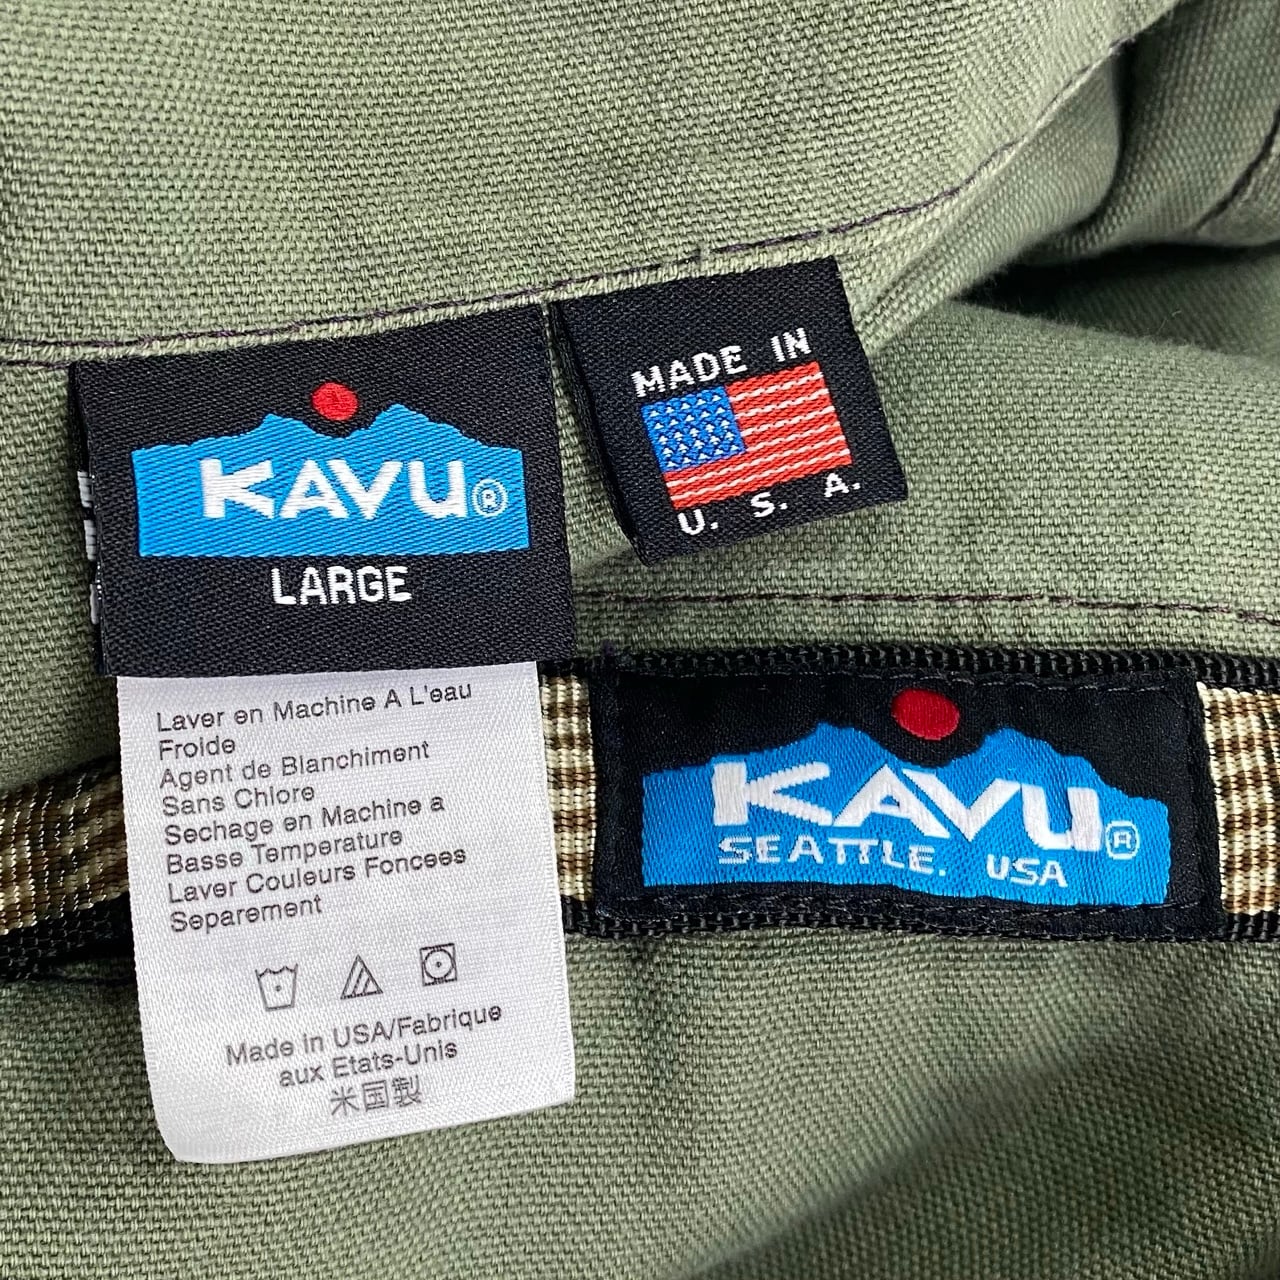 KAVU®
LARGE
MADE IN
U. S. A.
Laver en Machine A L'eau
Froide
Agent de Blanchiment
Sans Chlore
Sechage en Machine a
Basse Temperature
Laver Couleurs Foncees
Separement
Made in USA/Fabrique
aux Etats-Unis
米国製
KAVU®
SEATTLE. USA